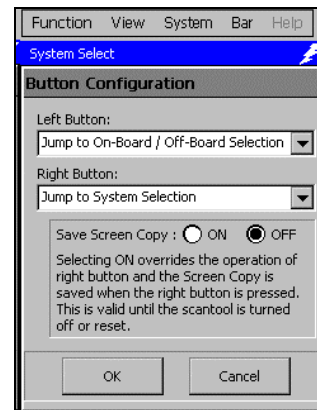 Function View System Bar Help
System Select
Button Configuration
Left Button:
Jump to On-Board / Off-Board Selection
Right Button:
Jump to System Selection
Save Screen Copy : ON OFF
Selecting ON overrides the operation of
right button and the Screen Copy is
saved when the right button is pressed.
This is valid until the scantool is turned
off or reset.
OK Cancel